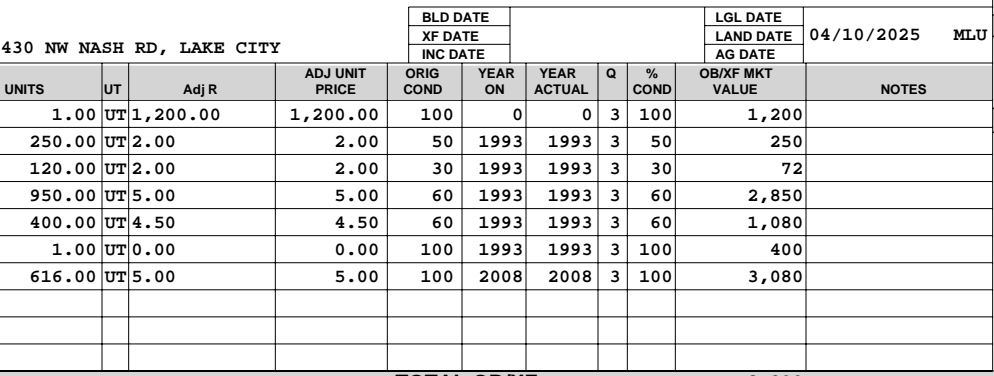 BLD DATE LGL DATE
430 NW NASH RD, LAKE CITY XF DATE LAND DATE 04/10/2025 MLU
INC DATE AG DATE
UNITS UT Adj R ADJ UNIT PRICE ORIG COND YEAR ON YEAR ACTUAL Q % COND OB/XF MKT VALUE NOTES
1.00 UT 1,200.00 1,200.00 100 0 0 3 100 1,200
250.00 UT 2.00 2.00 50 1993 1993 3 50 250
120.00 UT 2.00 2.00 30 1993 1993 3 30 72
950.00 UT 5.00 5.00 60 1993 1993 3 60 2,850
400.00 UT 4.50 4.50 60 1993 1993 3 60 1,080
1.00 UT 0.00 0.00 100 1993 1993 3 100 400
616.00 UT 5.00 5.00 100 2008 2008 3 100 3,080
TOTAL OB/XF